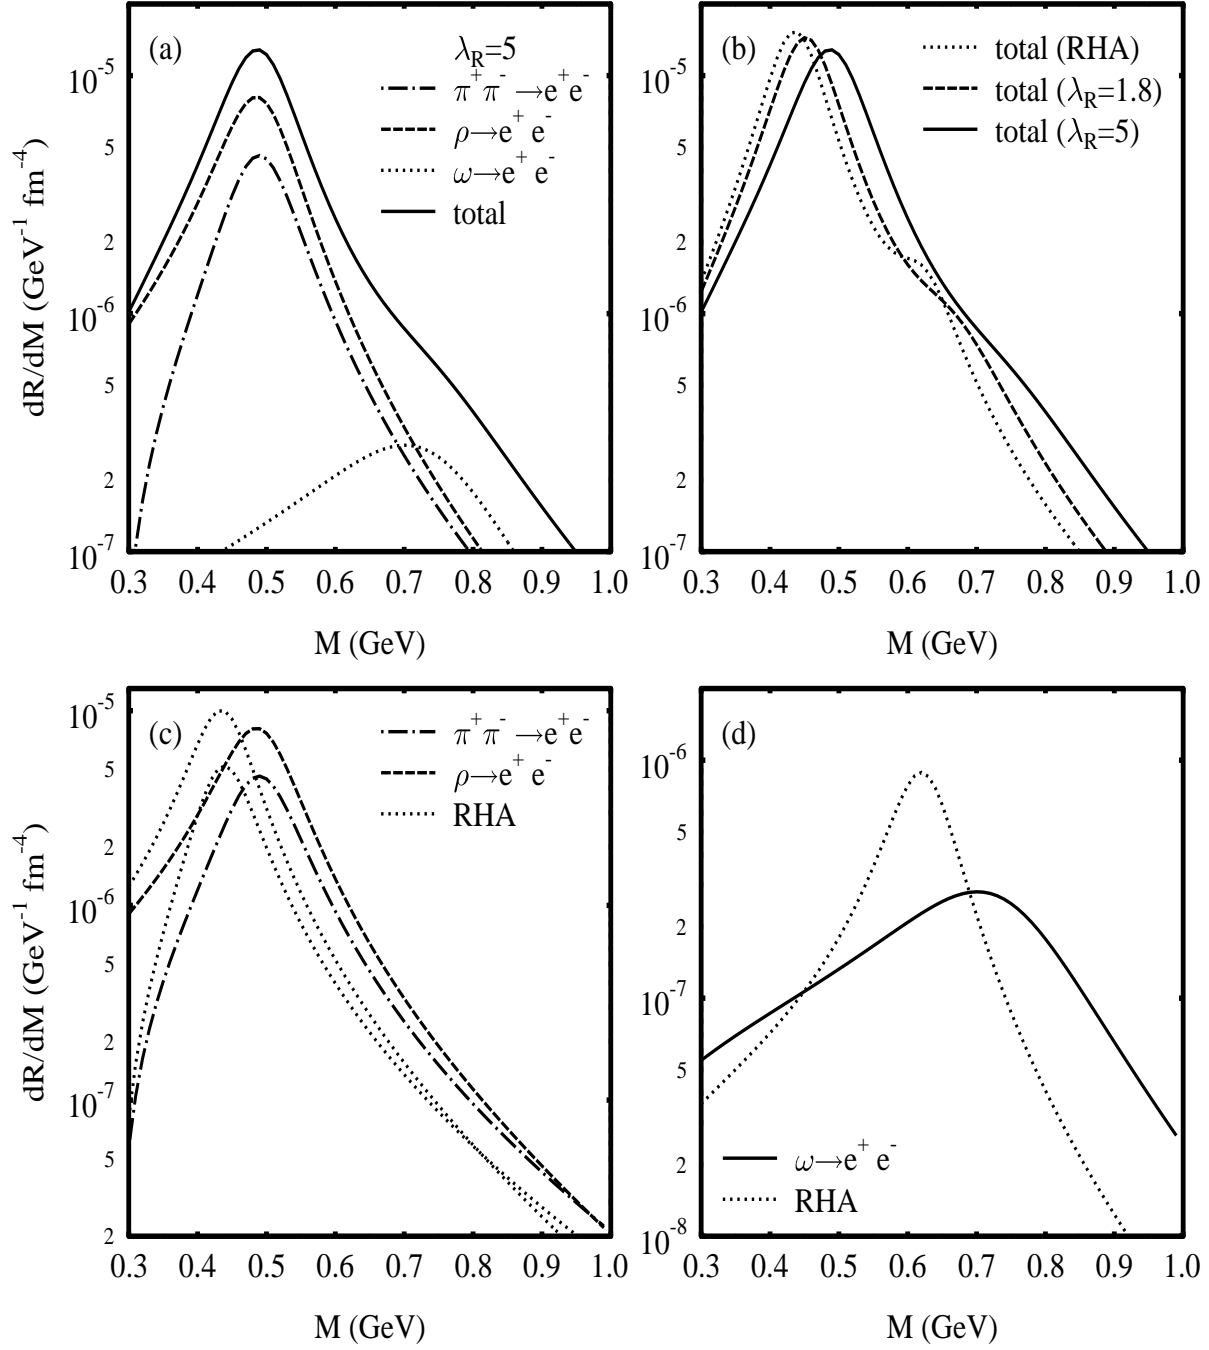 (a)
λR=5
π+π-→e+e-
ρ→e+ e-
ω→e+ e-
total
10-5
5
2
10-6
5
2
10-7
dR/dM (GeV-1 fm-4)
0.3 0.4 0.5 0.6 0.7 0.8 0.9 1.0
M (GeV)
(b)
total (RHA)
total (λR=1.8)
total (λR=5)
10-5
5
2
10-6
5
2
10-7
0.3 0.4 0.5 0.6 0.7 0.8 0.9 1.0
M (GeV)
(c)
π+π-→e+e-
ρ→e+ e-
RHA
10-5
5
2
10-6
5
2
10-7
5
2
dR/dM (GeV-1 fm-4)
0.3 0.4 0.5 0.6 0.7 0.8 0.9 1.0
M (GeV)
(d)
10-6
5
2
10-7
5
2
10-8
ω→e+ e-
RHA
0.3 0.4 0.5 0.6 0.7 0.8 0.9 1.0
M (GeV)